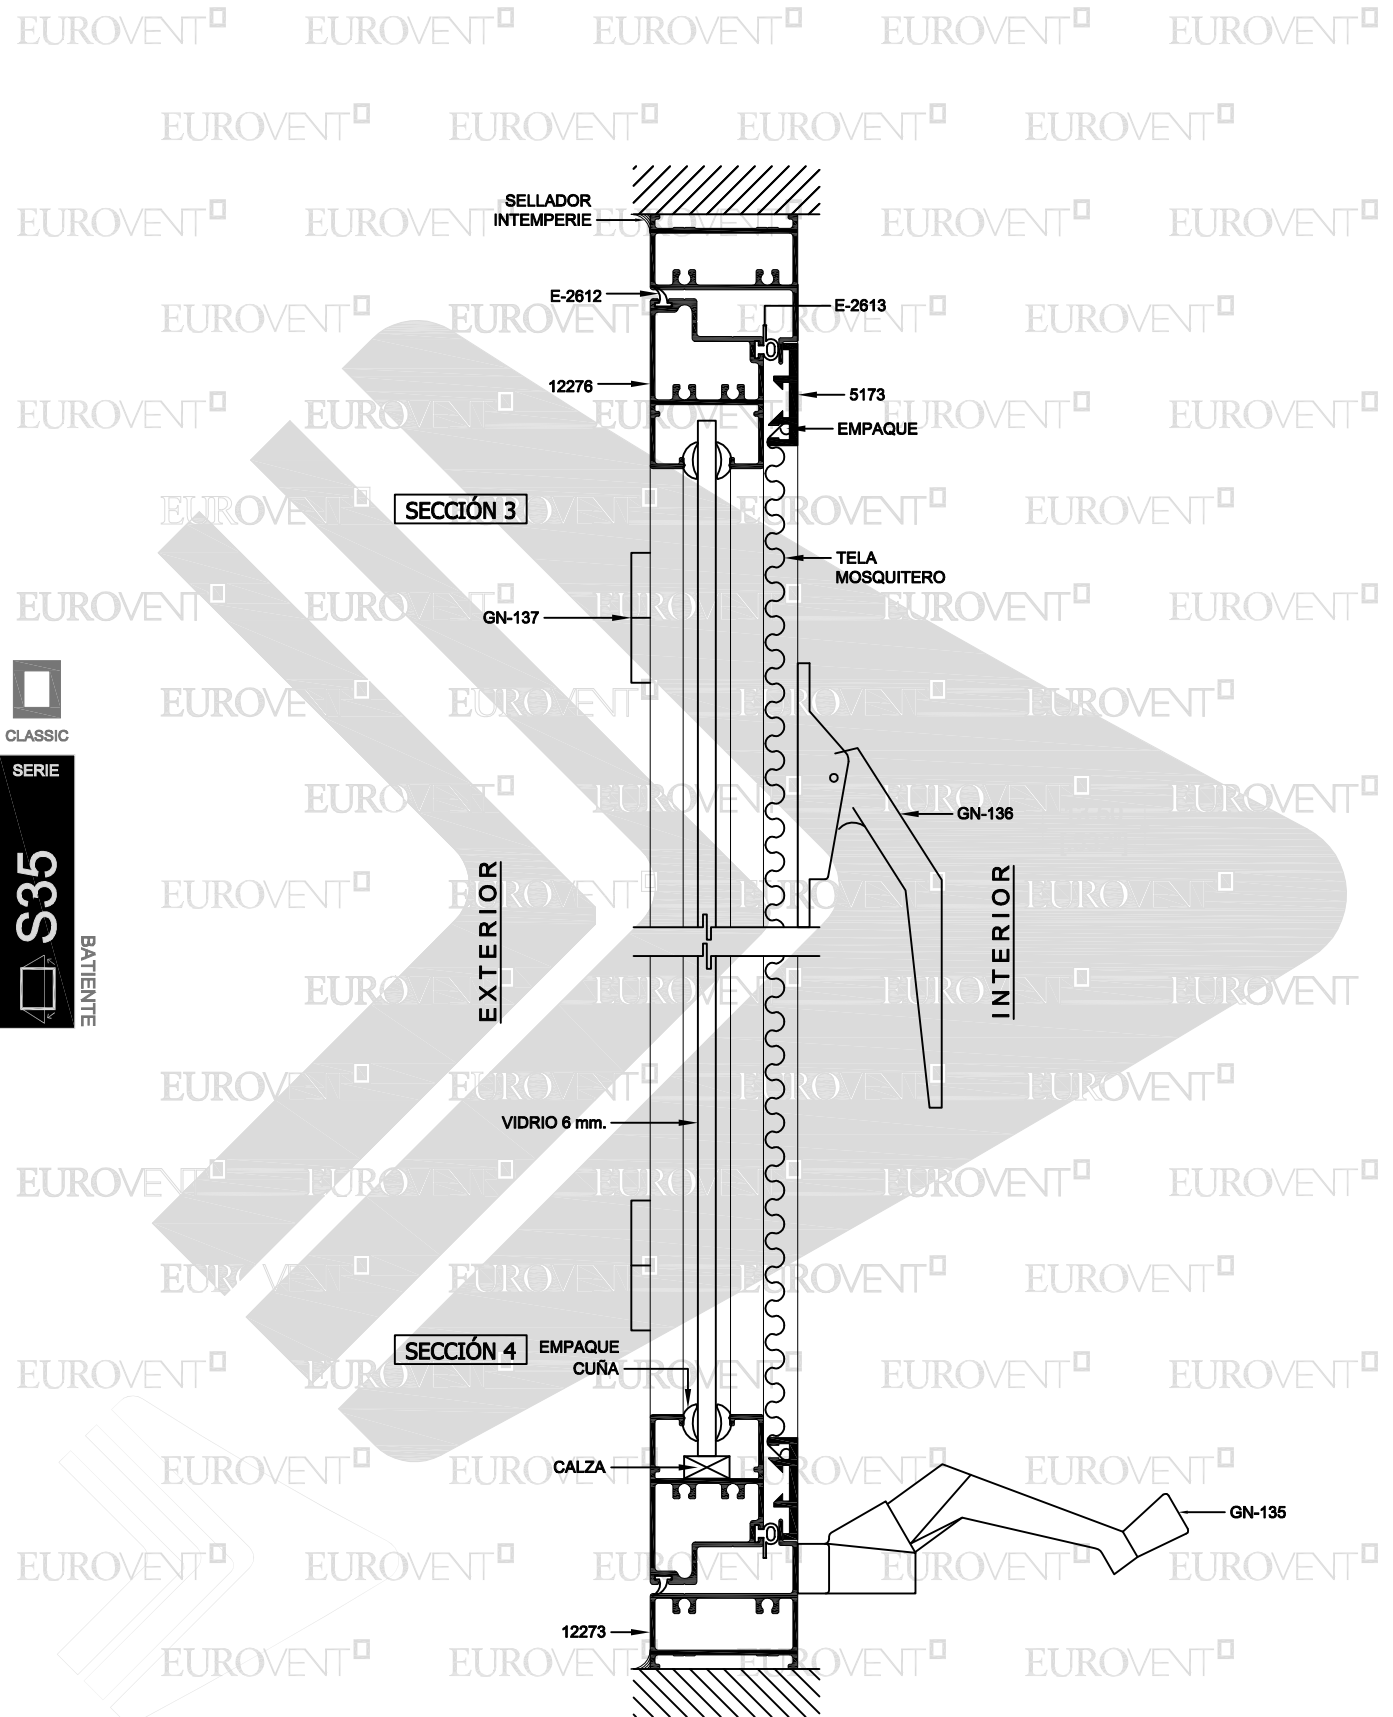 SELLADOR
INTEMPERIE
E-2612
E-2613
12276
5173
EMPAQUE
SECCIÓN 3
TELA
MOSQUITERO
GN-137
CLASSIC
SERIE
S35
BATIENTE
GN-136
EXTERIOR
INTERIOR
VIDRIO 6 mm.
SECCIÓN 4
EMPAQUE
CUÑA
CALZA
GN-135
12273
EUROVENT